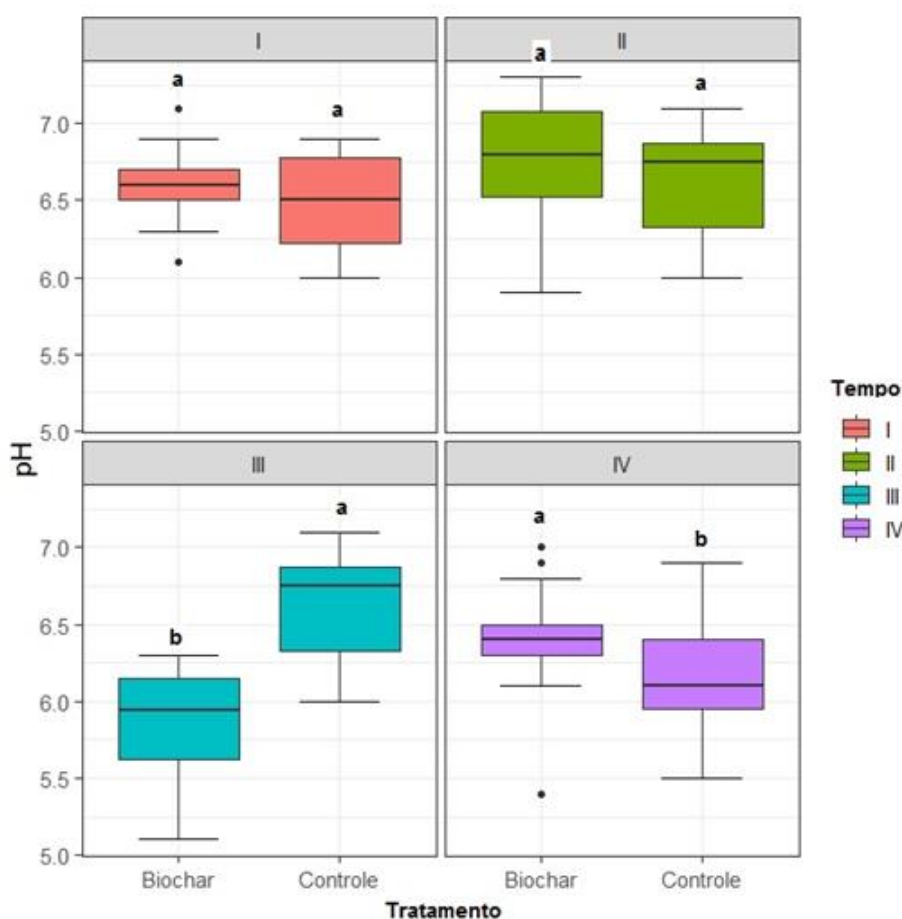 I
II
a
a
a
a
7.0
6.5
6.0
5.5
5.0
pH
III
IV
b
a
a
b
7.0
6.5
6.0
5.5
5.0
Biochar
Controle
Biochar
Controle
Tratamento
Tempo
I
II
III
IV